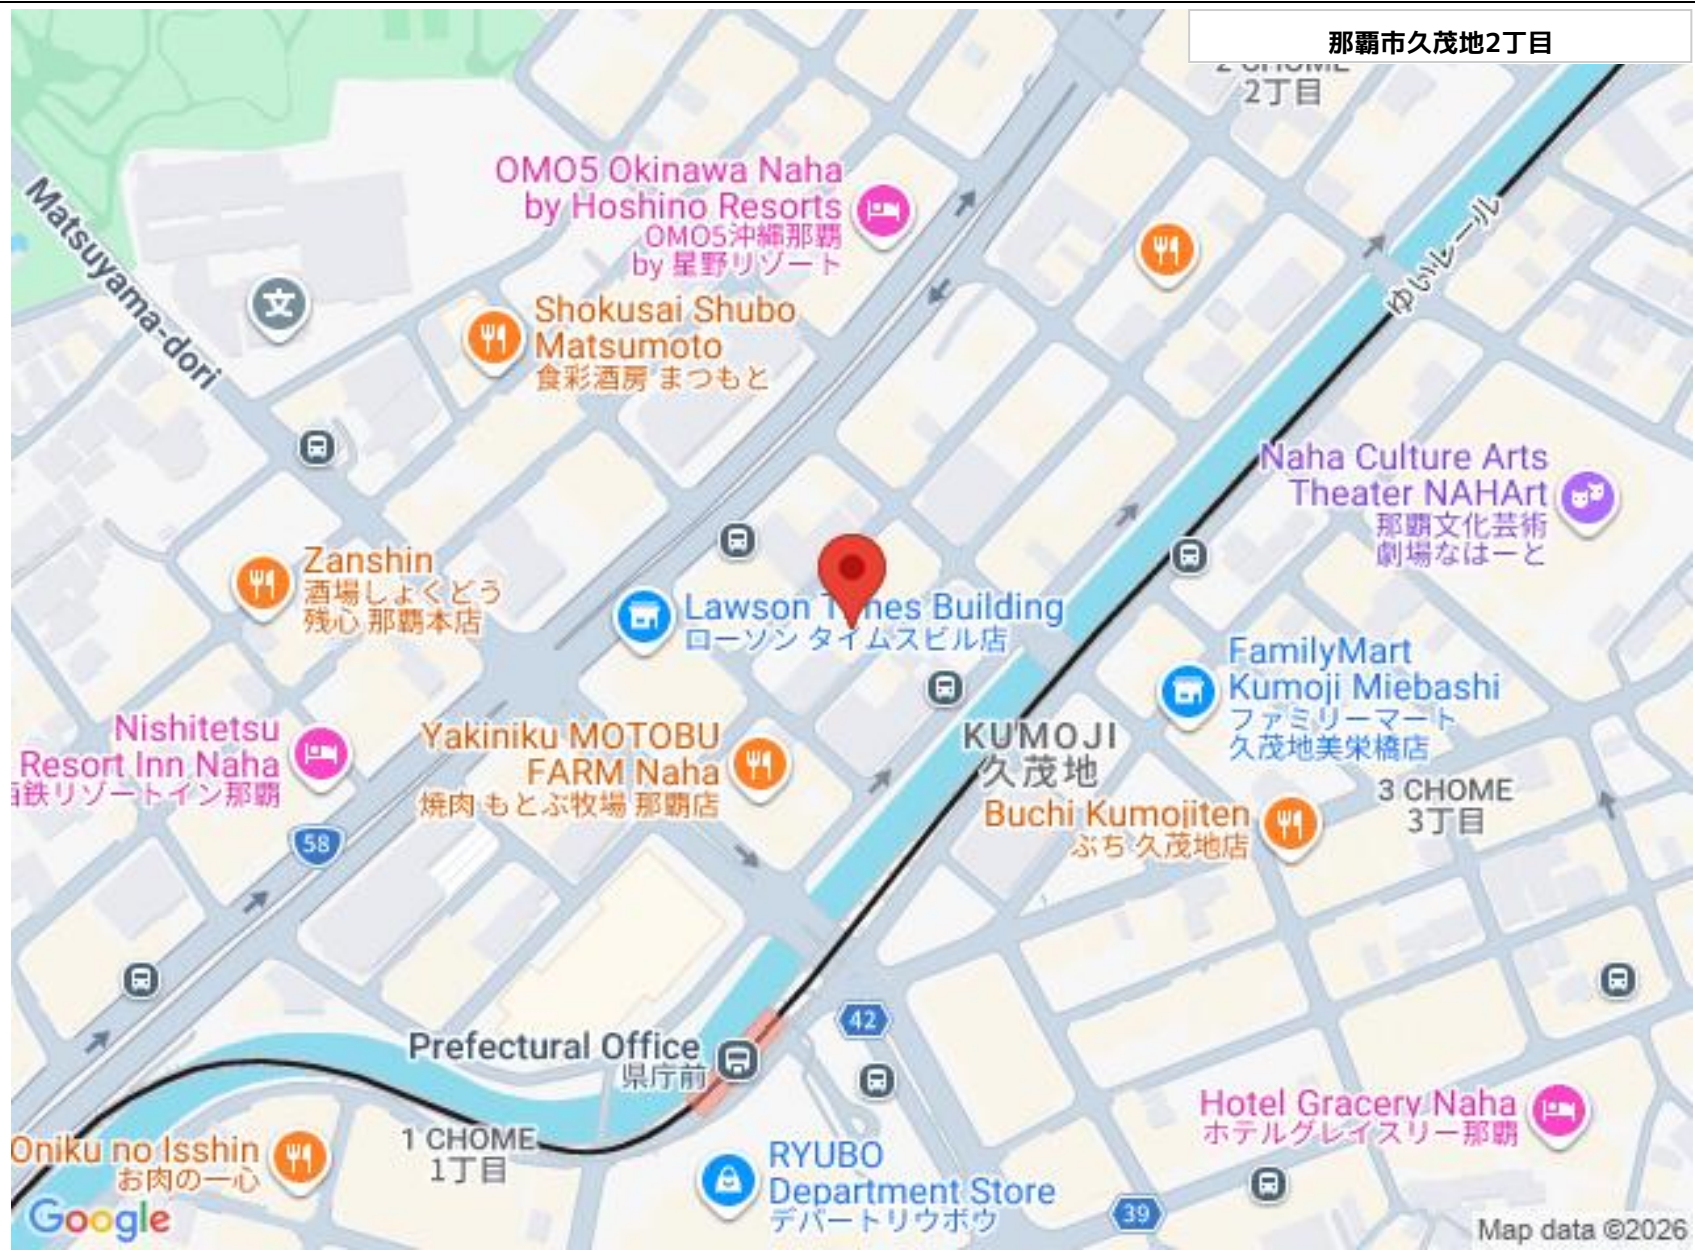 那覇市久茂地2丁目
2 CHOME
2丁目
OMO5 Okinawa Naha
by Hoshino Resorts
OMO5沖縄那覇
by 星野リゾート
Matsuyama-dori
ゆいレール
Shokusai Shubo
Matsumoto
食彩酒房 まつもと
文
Naha Culture Arts
Theater NAHArt
那覇文化芸術
劇場なはーと
Zanshin
酒場しょくどう
残心 那覇本店
Lawson Times Building
ローソン タイムスビル店
FamilyMart
Kumoji Miebashi
ファミリーマート
久茂地美栄橋店
Nishitetsu
Resort Inn Naha
西鉄リゾートイン那覇
Yakiniku MOTOBU
FARM Naha
焼肉 もとぶ牧場 那覇店
KUMOJI
久茂地
3 CHOME
3丁目
Buchi Kumojiten
ぶち 久茂地店
58
42
Prefectural Office
県庁前
Hotel Gracery Naha
ホテルグレイスリー那覇
Oniku no Isshin
お肉の一心
1 CHOME
1丁目
RYUBO
Department Store
デパートリウボウ
39
Google
Map data ©2026